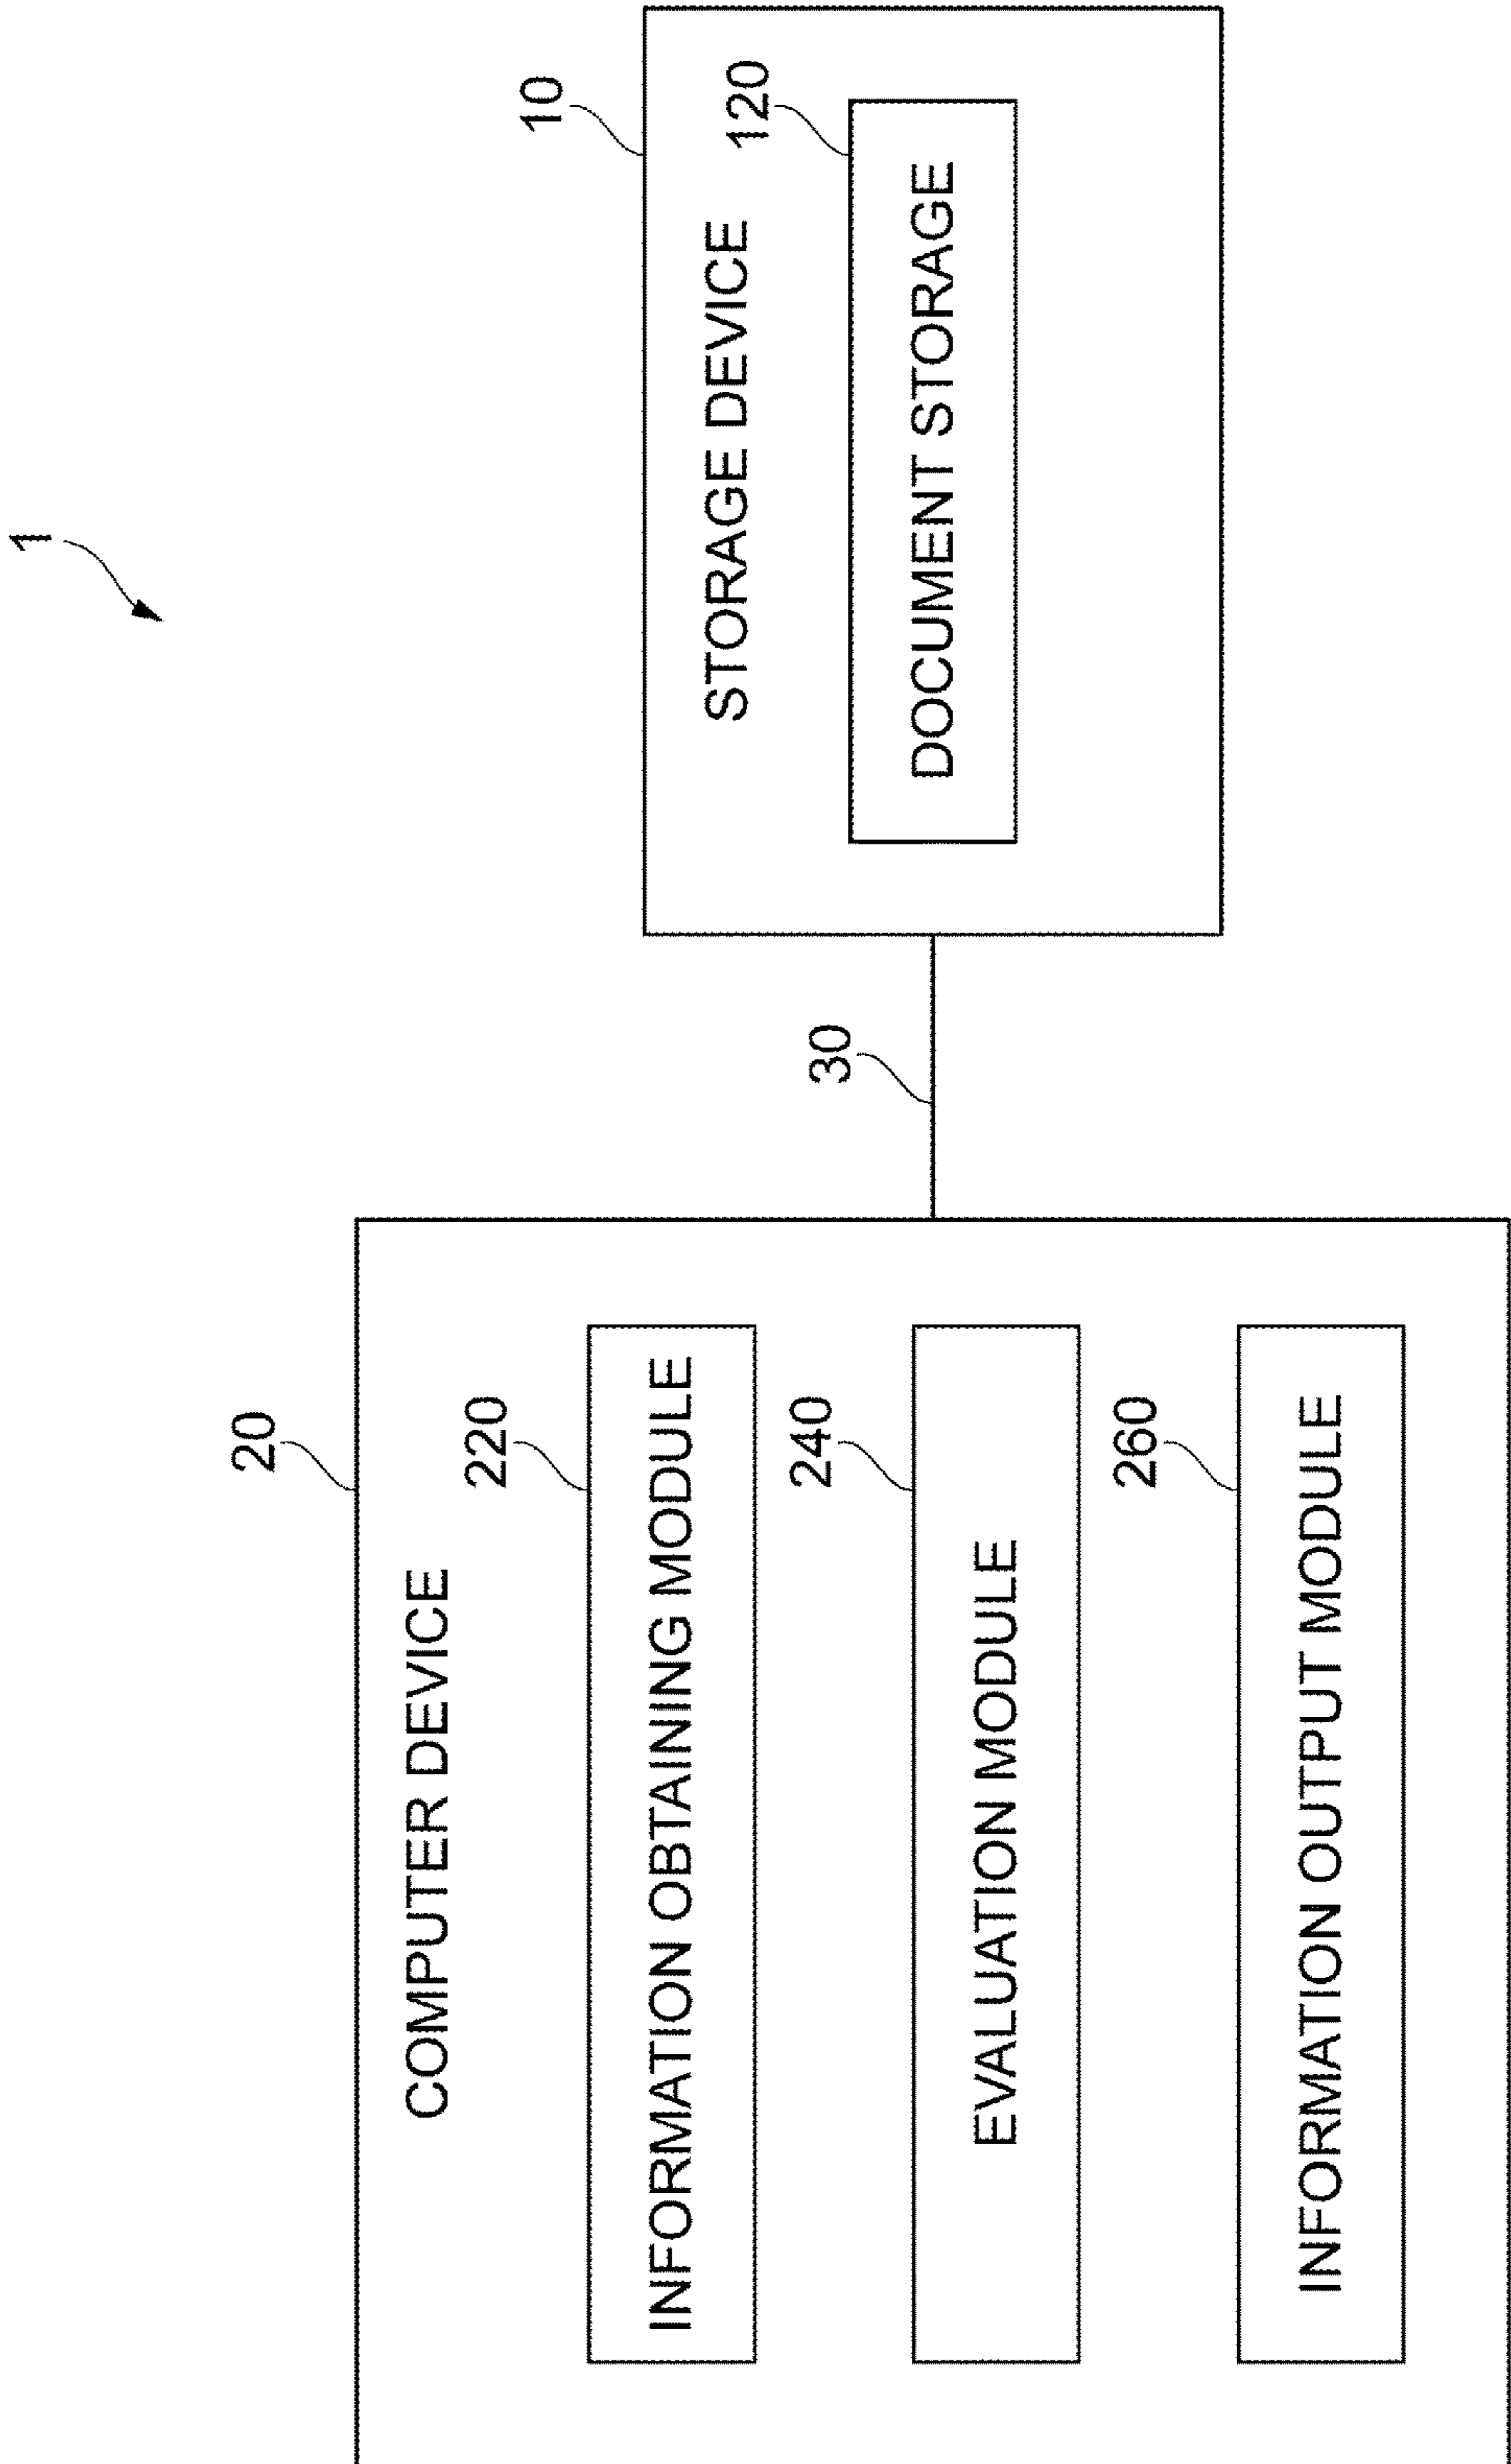 1
20
COMPUTER DEVICE
220
INFORMATION OBTAINING MODULE
240
EVALUATION MODULE
260
INFORMATION OUTPUT MODULE
30
10
STORAGE DEVICE
120
DOCUMENT STORAGE